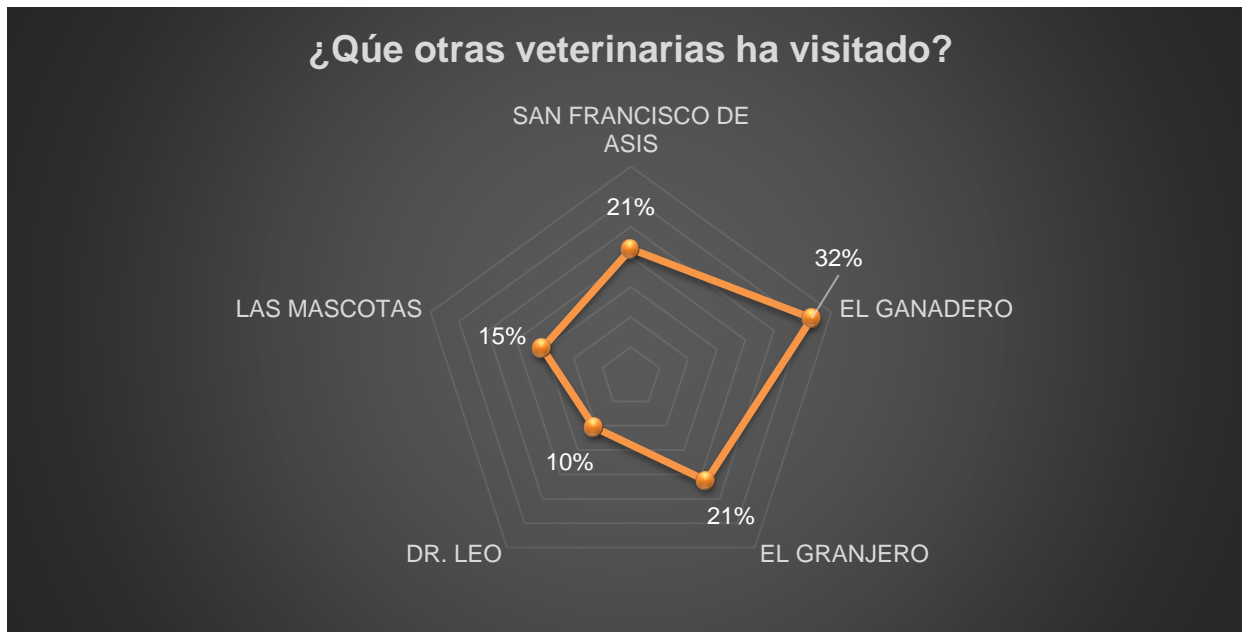 ¿Qúe otras veterinarias ha visitado?
SAN FRANCISCO DE
ASIS
21%
32%
EL GANADERO
LAS MASCOTAS
15%
10%
21%
DR. LEO
EL GRANJERO